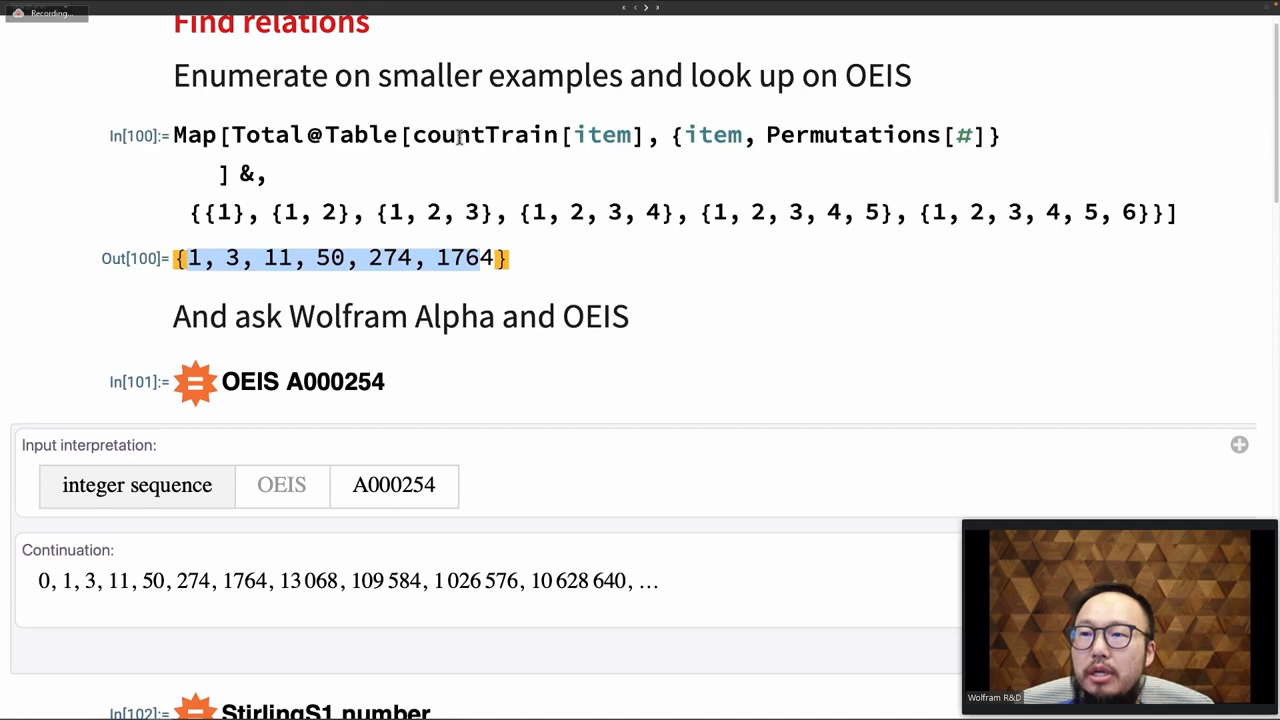 Recording...
Find relations
Enumerate on smaller examples and look up on OEIS
In[100]:= Map[Total@Table[countTrain[item], {item, Permutations[#]}
] &,
{{1}, {1, 2}, {1, 2, 3}, {1, 2, 3, 4}, {1, 2, 3, 4, 5}, {1, 2, 3, 4, 5, 6}}]
Out[100]= {1, 3, 11, 50, 274, 1764}
And ask Wolfram Alpha and OEIS
In[101]:= OEIS A000254
Input interpretation:
integer sequence OEIS A000254
Continuation:
0, 1, 3, 11, 50, 274, 1764, 13 068, 109 584, 1 026 576, 10 628 640, ...
Wolfram R&D
In[102]:= StirlingS1 number